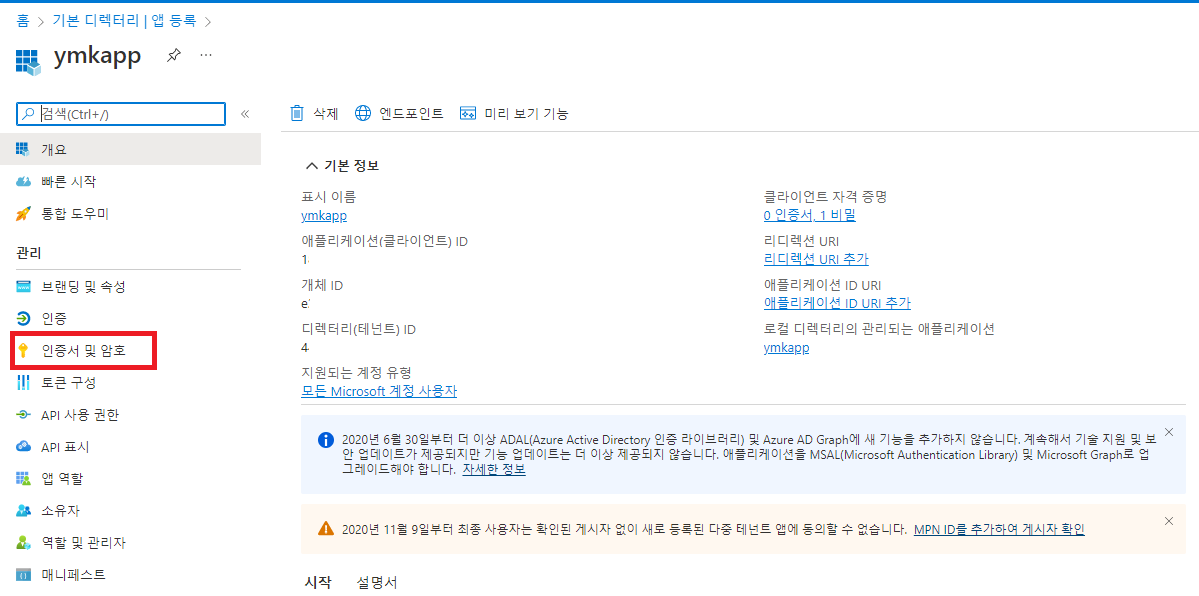 홈 > 기본 디렉터리 | 앱 등록 >
ymkapp
검색(Ctrl+/)
개요
빠른 시작
통합 도우미
관리
브랜딩 및 속성
인증
인증서 및 암호
토큰 구성
API 사용 권한
API 표시
앱 역할
소유자
역할 및 관리자
매니페스트
삭제 엔드포인트 미리 보기 기능
기본 정보
표시 이름
ymkapp
애플리케이션(클라이언트) ID
1
개체 ID
e
디렉터리(테넌트) ID
4
지원되는 계정 유형
모든 Microsoft 계정 사용자
클라이언트 자격 증명
0 인증서, 1 비밀
리디렉션 URI
리디렉션 URI 추가
애플리케이션 ID URI
애플리케이션 ID URI 추가
로컬 디렉터리의 관리되는 애플리케이션
ymkapp
2020년 6월 30일부터 더 이상 ADAL(Azure Active Directory 인증 라이브러리) 및 Azure AD Graph에 새 기능을 추가하지 않습니다. 계속해서 기술 지원 및 보
안 업데이트가 제공되지만 기능 업데이트는 더 이상 제공되지 않습니다. 애플리케이션을 MSAL(Microsoft Authentication Library) 및 Microsoft Graph로 업
그레이드해야 합니다. 자세한 정보
2020년 11월 9일부터 최종 사용자는 확인된 게시자 없이 새로 등록된 다중 테넌트 앱에 동의할 수 없습니다. MPN ID를 추가하여 게시자 확인
시작 설명서